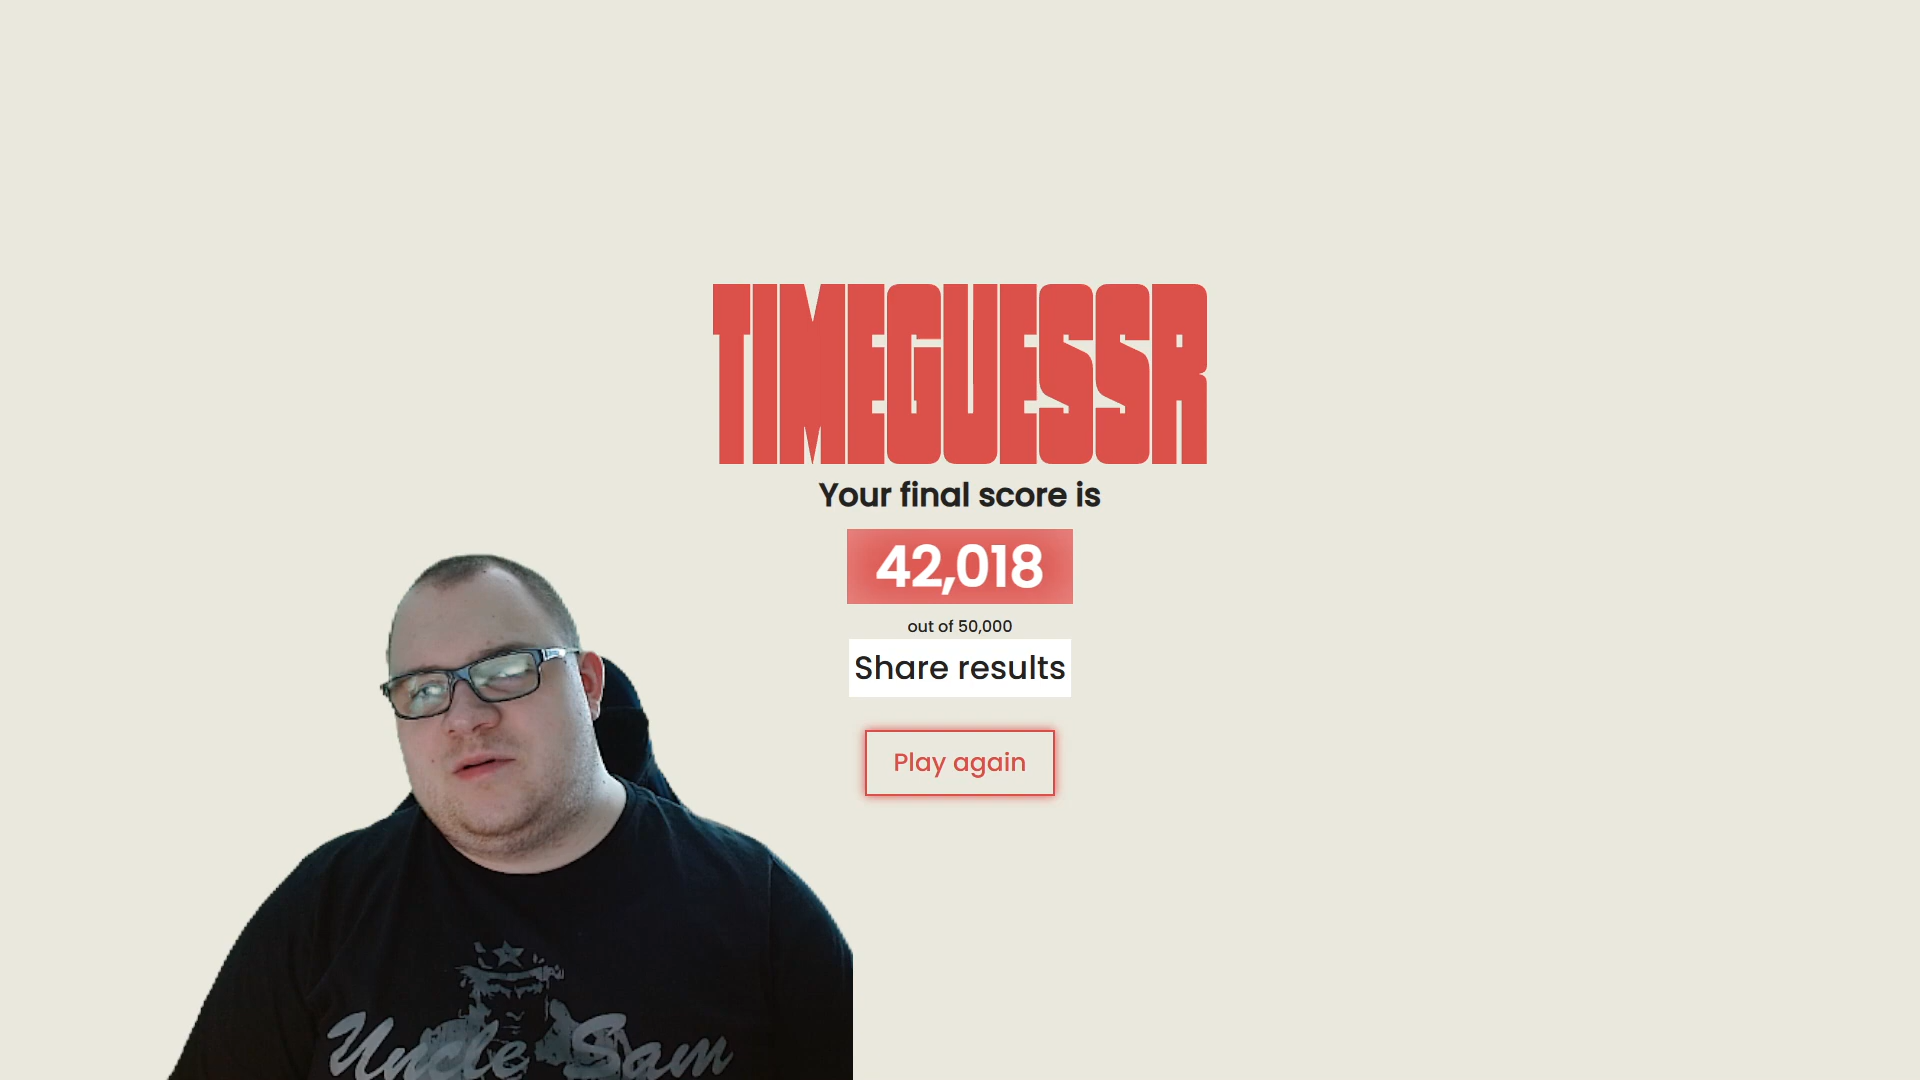 TIMEGUESSR
Your final score is
42,018
out of 50,000
Share results
Play again
Uncle Sam